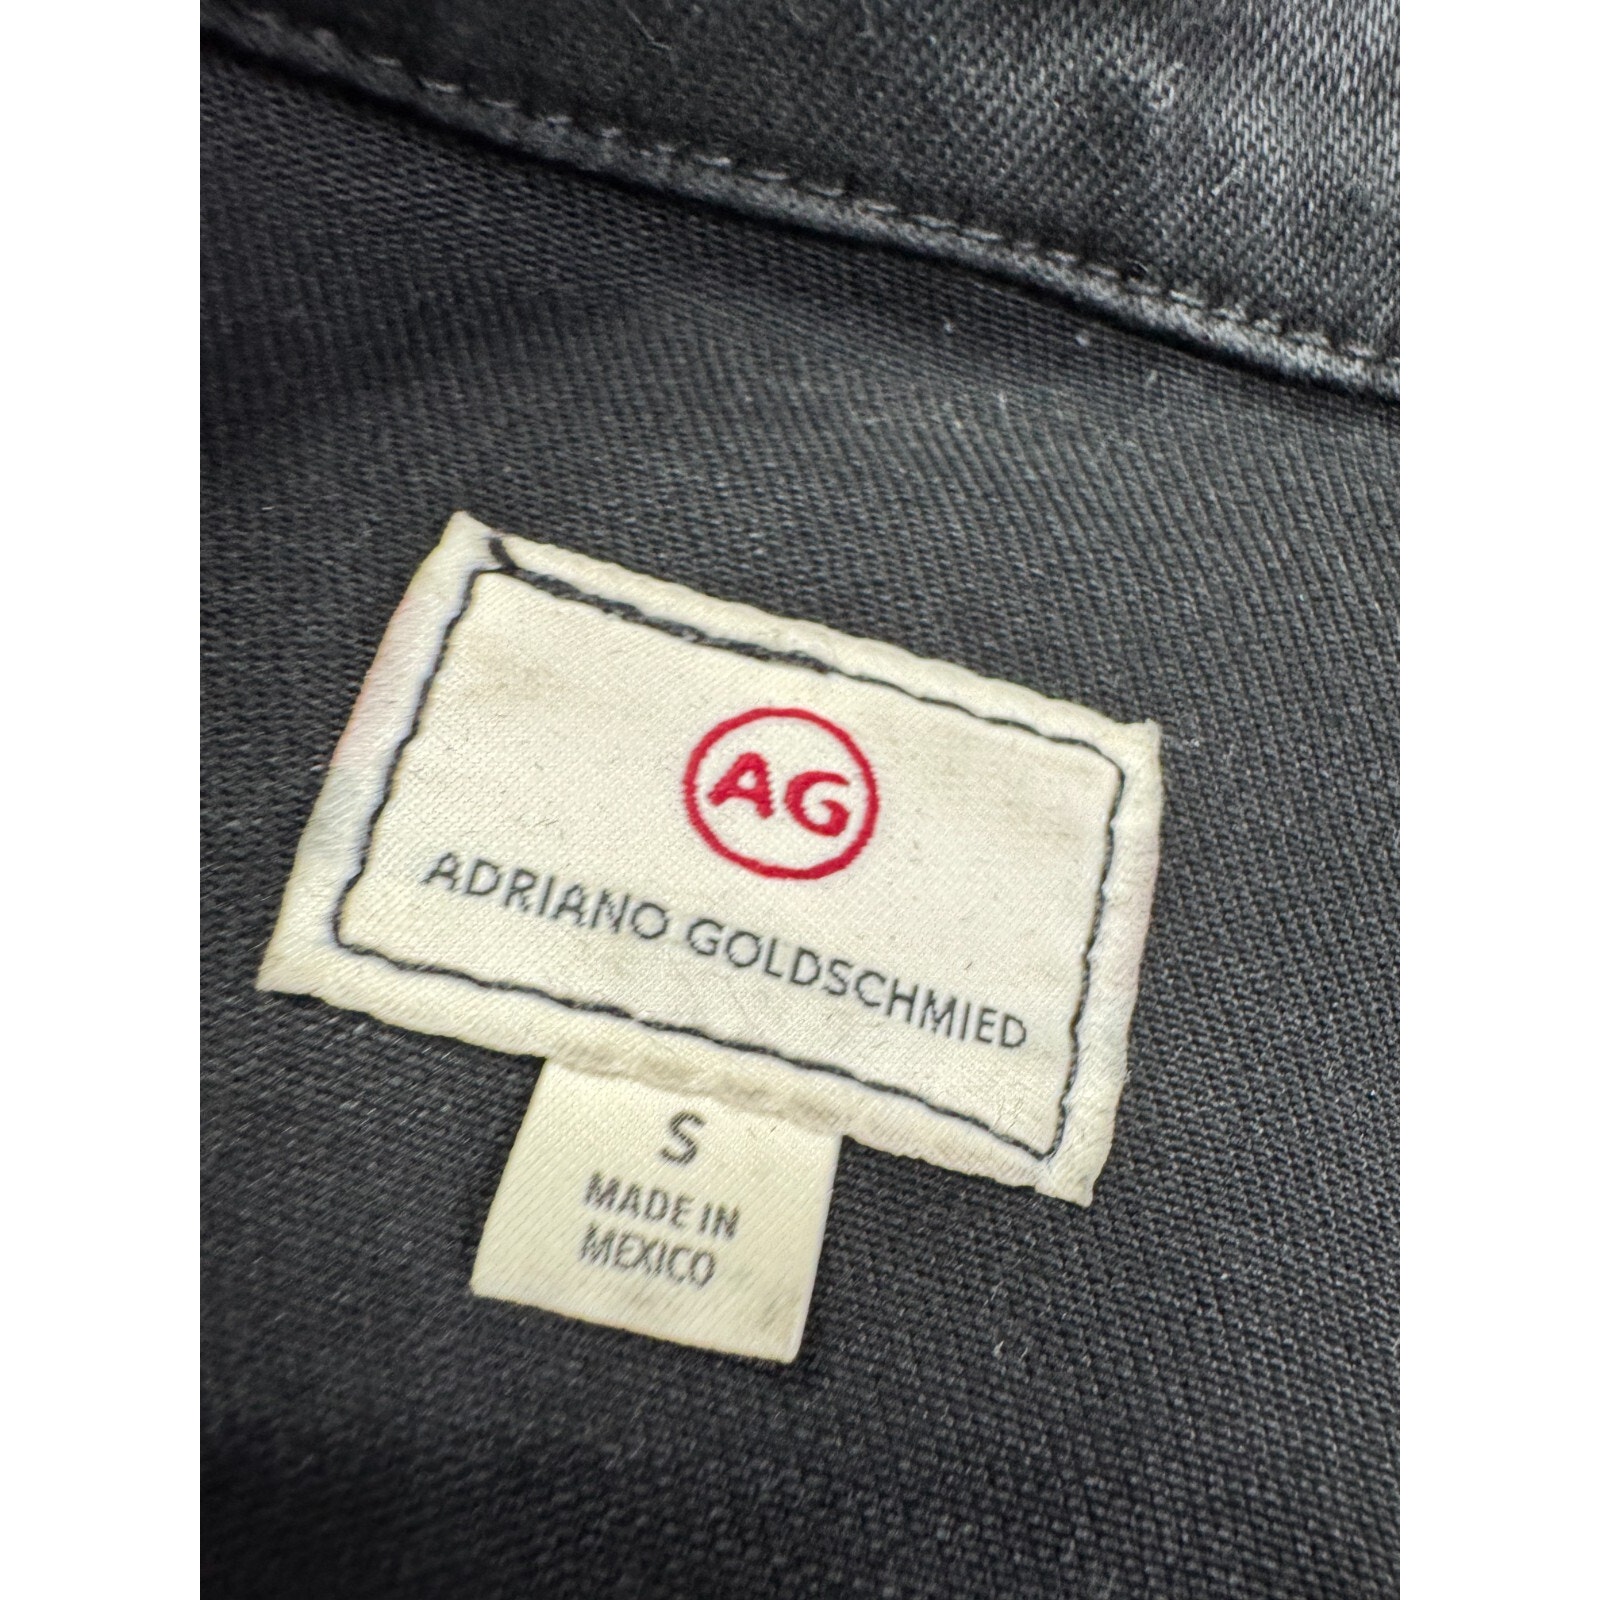 AG
ADRIANO GOLDSCHMIED
S
MADE IN
MEXICO